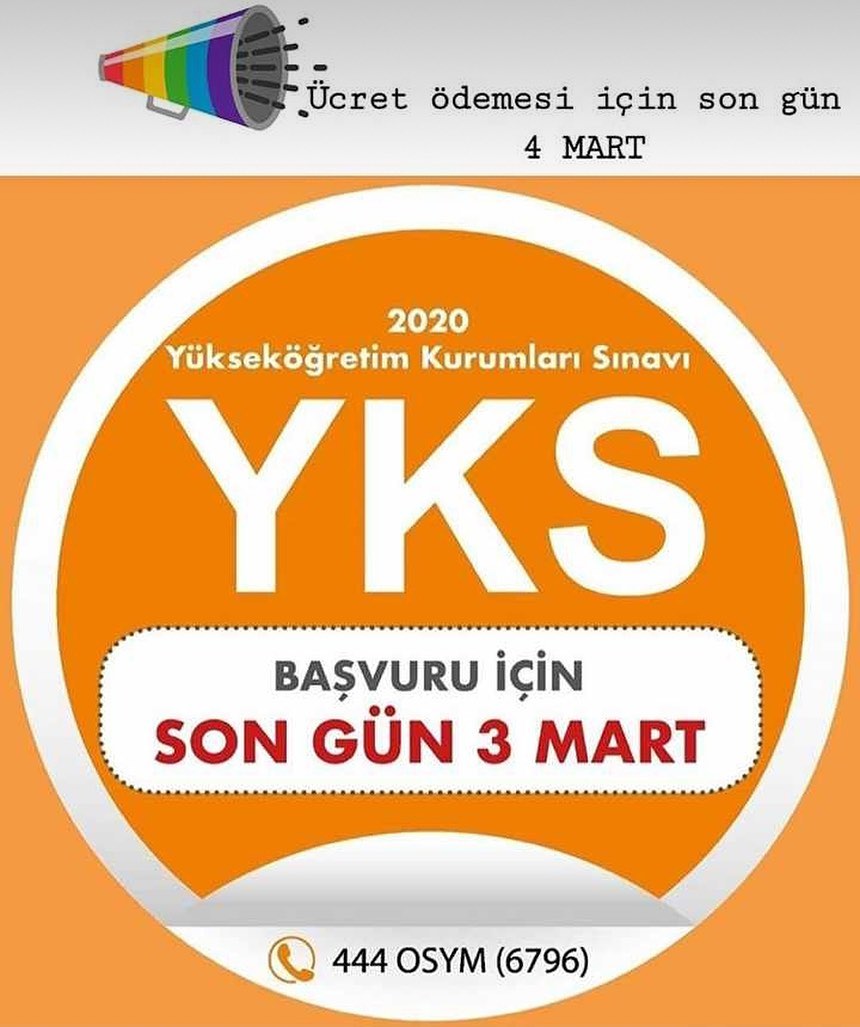 Ücret ödemesi için son gün
4 MART
2020
Yükseköğretim Kurumları Sınavı
YKS
BAŞVURU İÇİN
SON GÜN 3 MART
444 OSYM (6796)